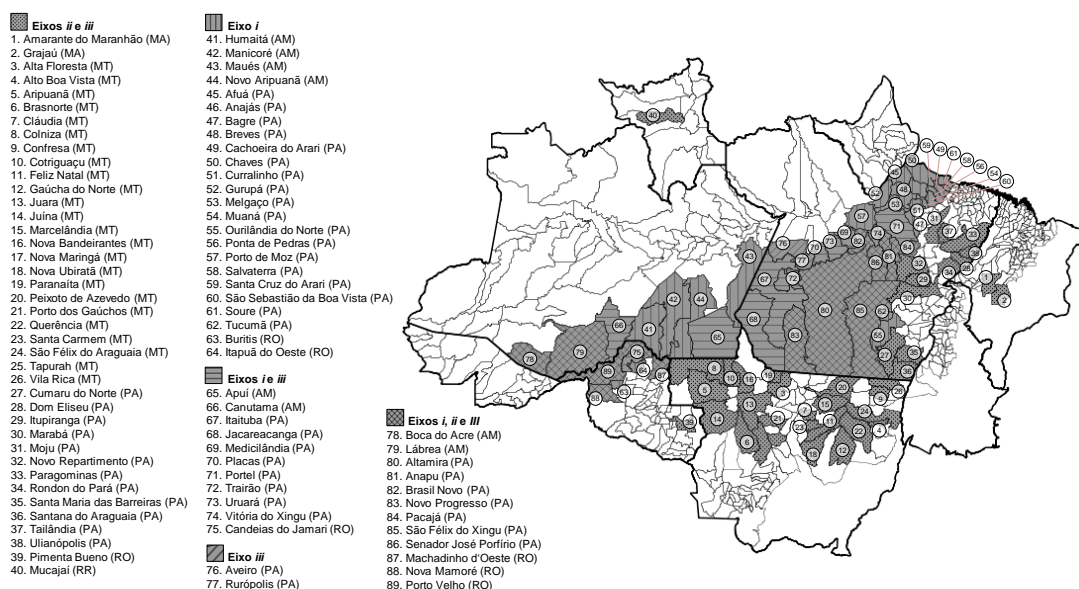 Eixos ii e iii
1. Amarante do Maranhão (MA)
2. Grajaú (MA)
3. Alta Floresta (MT)
4. Alto Boa Vista (MT)
5. Aripuanã (MT)
6. Brasnorte (MT)
7. Cláudia (MT)
8. Colniza (MT)
9. Confresa (MT)
10. Cotriguaçu (MT)
11. Feliz Natal (MT)
12. Gaúcha do Norte (MT)
13. Juara (MT)
14. Juína (MT)
15. Marcelândia (MT)
16. Nova Bandeirantes (MT)
17. Nova Maringá (MT)
18. Nova Ubiratã (MT)
19. Paranaíta (MT)
20. Peixoto de Azevedo (MT)
21. Porto dos Gaúchos (MT)
22. Querência (MT)
23. Santa Carmem (MT)
24. São Félix do Araguaia (MT)
25. Tapurah (MT)
26. Vila Rica (MT)
27. Cumaru do Norte (PA)
28. Dom Eliseu (PA)
29. Itupiranga (PA)
30. Marabá (PA)
31. Moju (PA)
32. Novo Repartimento (PA)
33. Paragominas (PA)
34. Rondon do Pará (PA)
35. Santa Maria das Barreiras (PA)
36. Santana do Araguaia (PA)
37. Tailândia (PA)
38. Ulianópolis (PA)
39. Pimenta Bueno (RO)
40. Mucajaí (RR)
Eixo i
41. Humaitá (AM)
42. Manicoré (AM)
43. Maués (AM)
44. Novo Aripuanã (AM)
45. Afuá (PA)
46. Anajás (PA)
47. Bagre (PA)
48. Breves (PA)
49. Cachoeira do Arari (PA)
50. Chaves (PA)
51. Curralinho (PA)
52. Gurupá (PA)
53. Melgaço (PA)
54. Muaná (PA)
55. Ourilândia do Norte (PA)
56. Ponta de Pedras (PA)
57. Porto de Moz (PA)
58. Salvaterra (PA)
59. Santa Cruz do Arari (PA)
60. São Sebastião da Boa Vista (PA)
61. Soure (PA)
62. Tucumã (PA)
63. Buritis (RO)
64. Itapuã do Oeste (RO)
Eixos i e iii
65. Apuí (AM)
66. Canutama (AM)
67. Itaituba (PA)
68. Jacareacanga (PA)
69. Medicilândia (PA)
70. Placas (PA)
71. Portel (PA)
72. Trairão (PA)
73. Uruará (PA)
74. Vitória do Xingu (PA)
75. Candeias do Jamari (RO)
Eixo iii
76. Aveiro (PA)
77. Rurópolis (PA)
Eixos i, ii e III
78. Boca do Acre (AM)
79. Lábrea (AM)
80. Altamira (PA)
81. Anapu (PA)
82. Brasil Novo (PA)
83. Novo Progresso (PA)
84. Pacajá (PA)
85. São Félix do Xingu (PA)
86. Senador José Porfírio (PA)
87. Machadinho d'Oeste (RO)
88. Nova Mamoré (RO)
89. Porto Velho (RO)